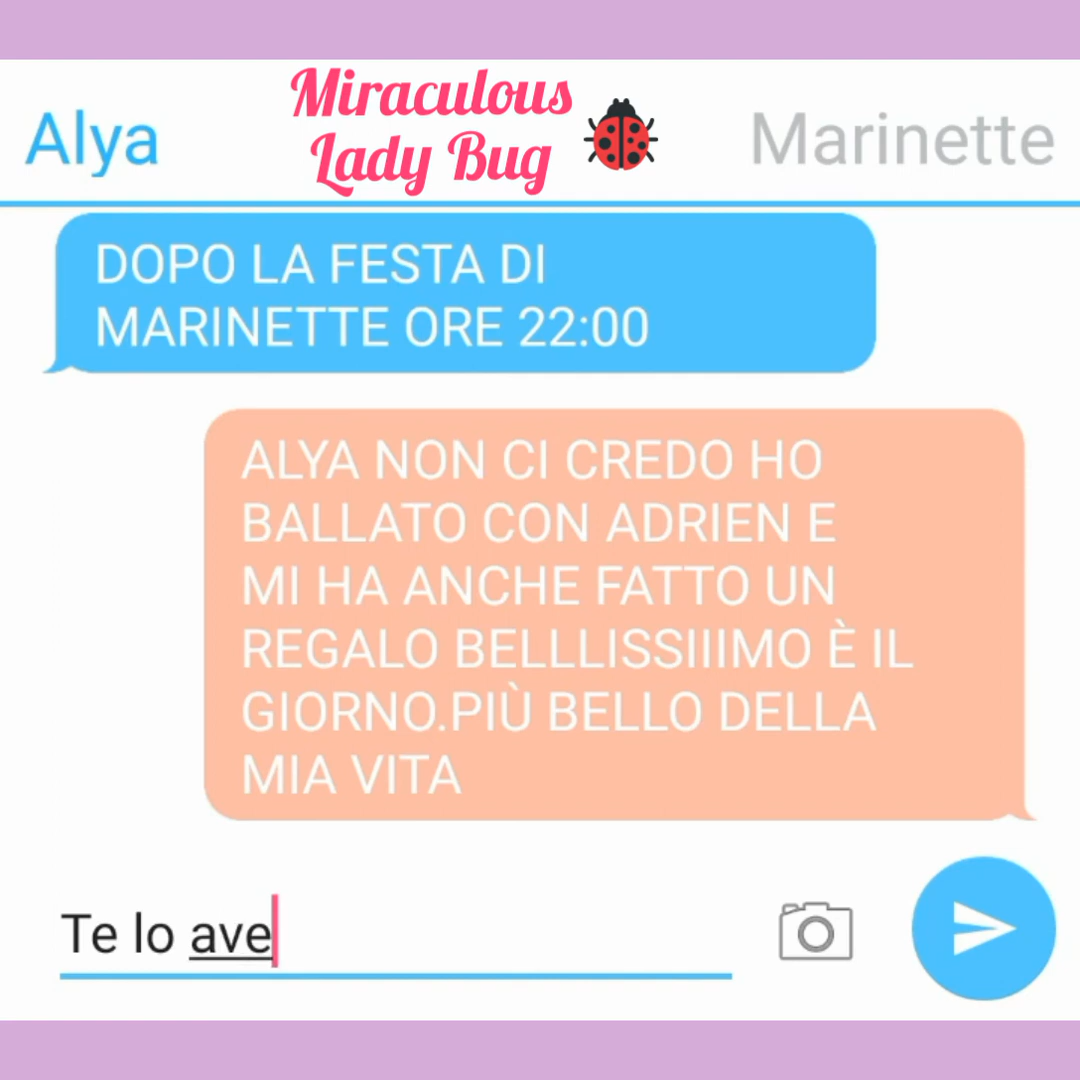 Alya
Miraculous
Lady Bug
Marinette
DOPO LA FESTA DI
MARINETTE ORE 22:00
ALYA NON CI CREDO HO
BALLATO CON ADRIEN E
MI HA ANCHE FATTO UN
REGALO BELLLISSIIIMO È IL
GIORNO.PIÙ BELLO DELLA
MIA VITA
Te lo ave